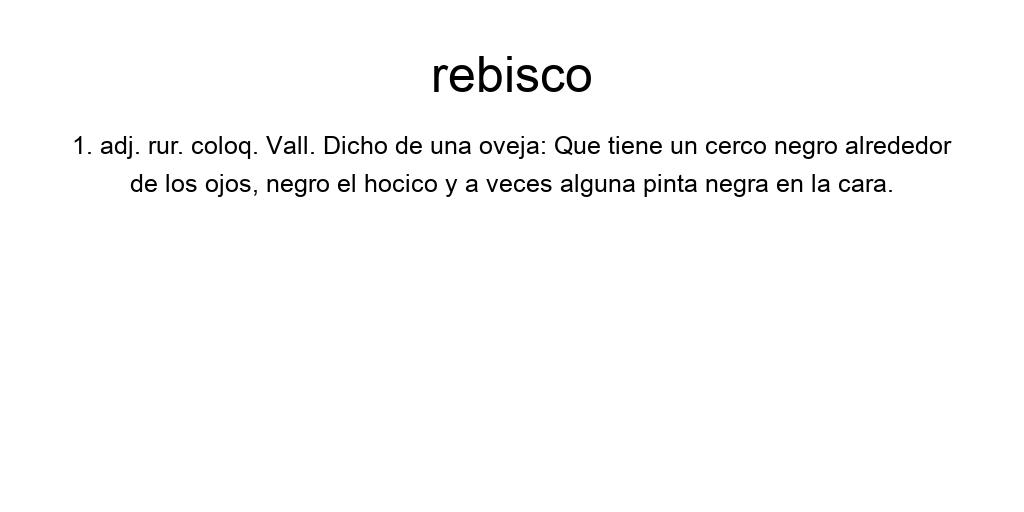 rebisco
1. adj. rur. coloq. Vall. Dicho de una oveja: Que tiene un cerco negro alrededor
de los ojos, negro el hocico y a veces alguna pinta negra en la cara.